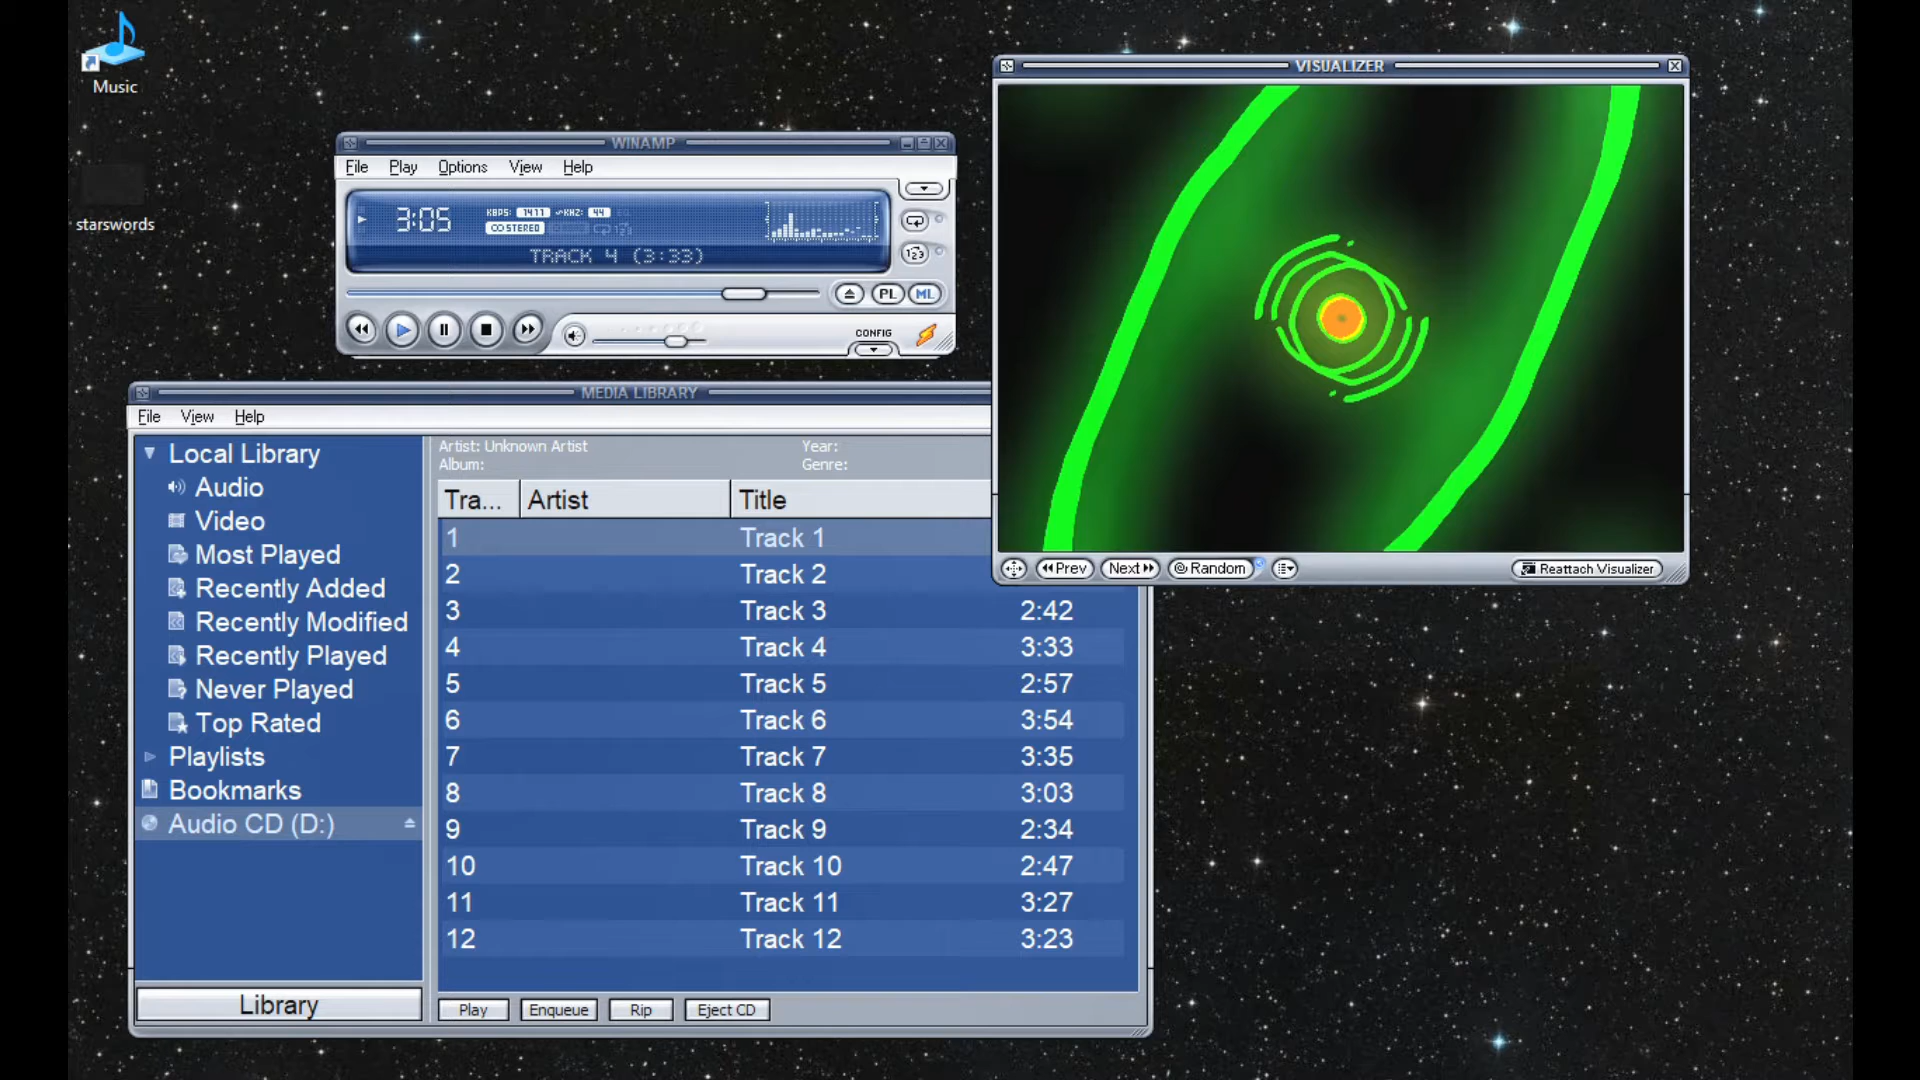 Music
starswords
WINAMP
File Play Options View Help
3:05
KBPS: 1411 KHZ: 44
CD STEREO
TRACK 4 (3:33)
123
PL ML
CONFIG
VISUALIZER
Prev Next Random Reattach Visualizer
MEDIA LIBRARY
File View Help
Local Library
Audio
Video
Most Played
Recently Added
Recently Modified
Recently Played
Never Played
Top Rated
Playlists
Bookmarks
Audio CD (D:)
Library
Artist: Unknown Artist Year:
Album: Genre:
Tra... Artist Title
1 Track 1
2 Track 2
3 Track 3 2:42
4 Track 4 3:33
5 Track 5 2:57
6 Track 6 3:54
7 Track 7 3:35
8 Track 8 3:03
9 Track 9 2:34
10 Track 10 2:47
11 Track 11 3:27
12 Track 12 3:23
Play Enqueue Rip Eject CD